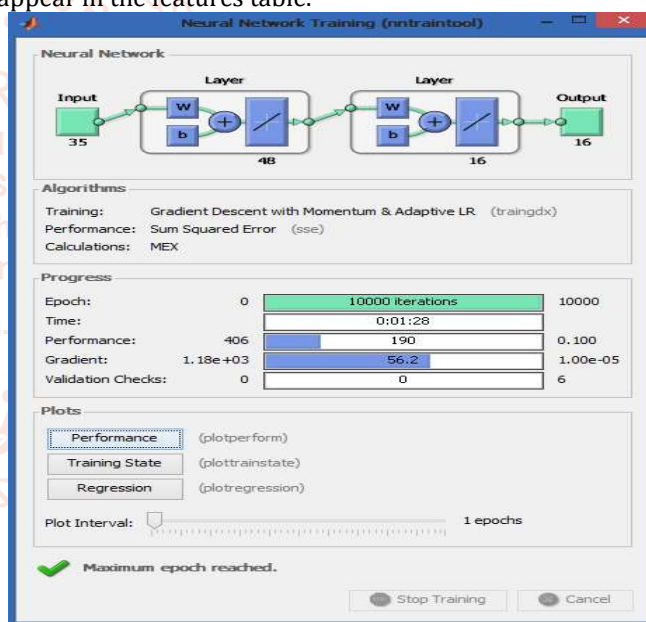 appear in the features table.
Neural Network Training (nntraintool)
Neural Network
Layer Layer
Input Output
W W
b b
35 48 16 16
Algorithms
Training: Gradient Descent with Momentum & Adaptive LR (traingdx)
Performance: Sum Squared Error (sse)
Calculations: MEX
Progress
Epoch: 0 10000 iterations 10000
Time: 0:01:28
Performance: 406 190 0.100
Gradient: 1.18e+03 56.2 1.00e-05
Validation Checks: 0 0 6
Plots
Performance (plotperform)
Training State (plottrainstate)
Regression (plotregression)
Plot Interval: 1 epochs
Maximum epoch reached.
Stop Training Cancel